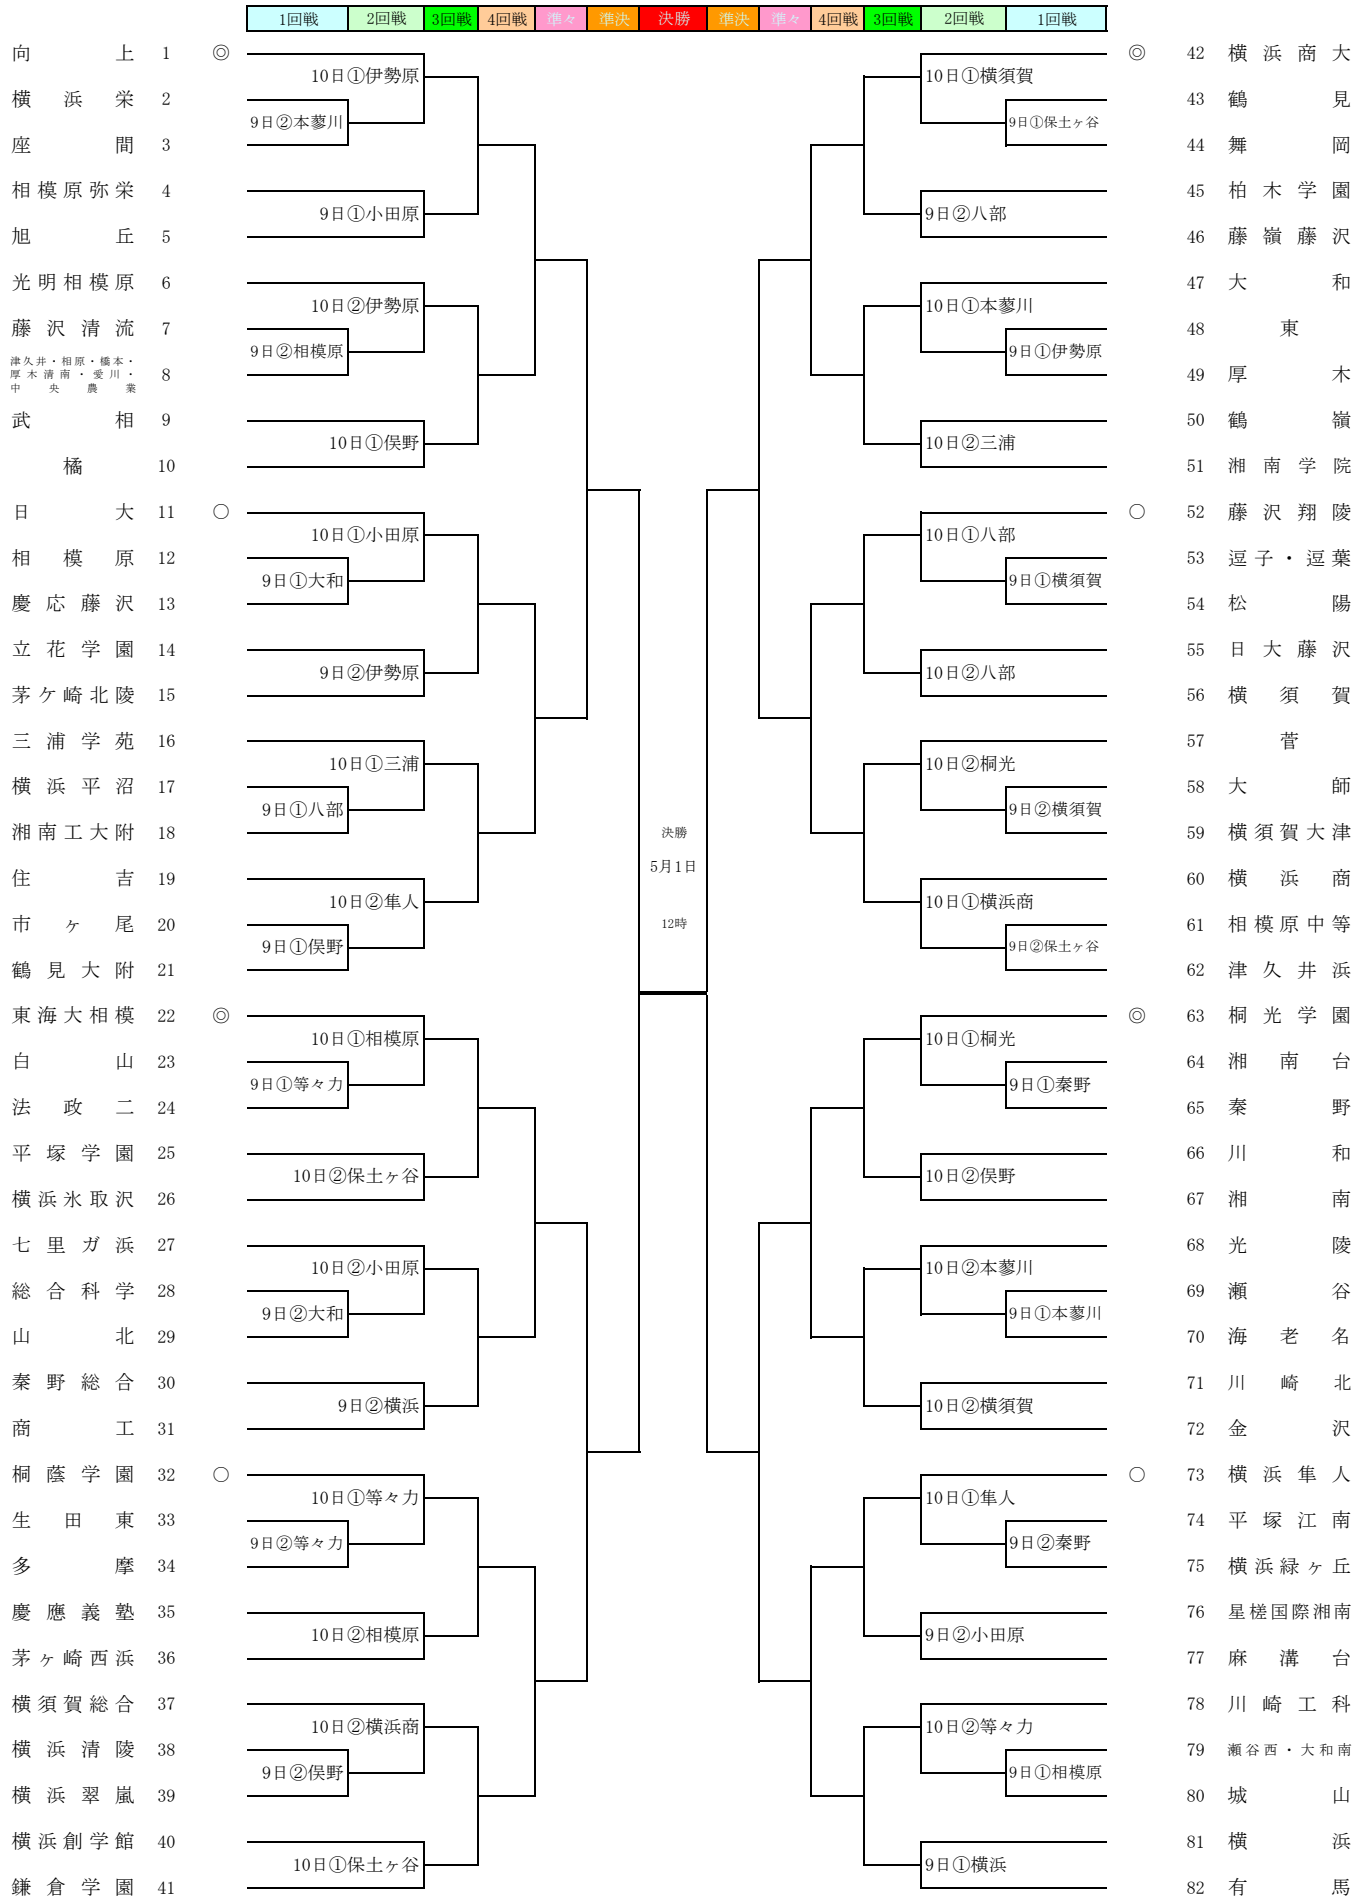 1回戦 2回戦 3回戦 4回戦 準々 準決 決勝 準決 準々 4回戦 3回戦 2回戦 1回戦
向上 1 ◎
横浜栄 2
座間 3
相模原弥栄 4
旭丘 5
光明相模原 6
藤沢清流 7
津久井・相原・橋本・
厚木清南・愛川・
中央農業
8
武相 9
橘 10
日大 11 ○
相模原 12
慶応藤沢 13
立花学園 14
茅ケ崎北陵 15
三浦学苑 16
横浜平沼 17
湘南工大附 18
住吉 19
市ヶ尾 20
鶴見大附 21
東海大相模 22 ◎
白山 23
法政二 24
平塚学園 25
横浜氷取沢 26
七里ガ浜 27
総合科学 28
山北 29
秦野総合 30
商工 31
桐蔭学園 32 ○
生田東 33
多摩 34
慶應義塾 35
茅ヶ崎西浜 36
横須賀総合 37
横浜清陵 38
横浜翠嵐 39
横浜創学館 40
鎌倉学園 41
10日①伊勢原
9日②本蓼川
9日①小田原
10日②伊勢原
9日②相模原
10日①俣野
10日①小田原
9日①大和
9日②伊勢原
10日①三浦
9日①八部
10日②隼人
9日①俣野
10日①相模原
9日①等々力
10日②保土ヶ谷
10日②小田原
9日②大和
9日②横浜
10日①等々力
9日②等々力
10日②相模原
10日②横浜商
9日②俣野
10日①保土ヶ谷
決勝
5月1日
12時
10日①横須賀
9日①保土ヶ谷
9日②八部
10日①本蓼川
9日①伊勢原
10日②三浦
10日①八部
9日①横須賀
10日②八部
10日②桐光
9日②横須賀
10日①横浜商
9日②保土ヶ谷
10日①桐光
9日①秦野
10日②俣野
10日②本蓼川
9日①本蓼川
10日②横須賀
10日①隼人
9日②秦野
9日②小田原
10日②等々力
9日①相模原
9日①横浜
◎ 42 横浜商大
43 鶴見
44 舞岡
45 柏木学園
46 藤嶺藤沢
47 大和
48 東
49 厚木
50 鶴嶺
51 湘南学院
○ 52 藤沢翔陵
53 逗子・逗葉
54 松陽
55 日大藤沢
56 横須賀
57 菅
58 大師
59 横須賀大津
60 横浜商
61 相模原中等
62 津久井浜
◎ 63 桐光学園
64 湘南台
65 秦野
66 川和
67 湘南
68 光陵
69 瀬谷
70 海老名
71 川崎北
72 金沢
○ 73 横浜隼人
74 平塚江南
75 横浜緑ヶ丘
76 星槎国際湘南
77 麻溝台
78 川崎工科
79 瀬谷西・大和南
80 城山
81 横浜
82 有馬